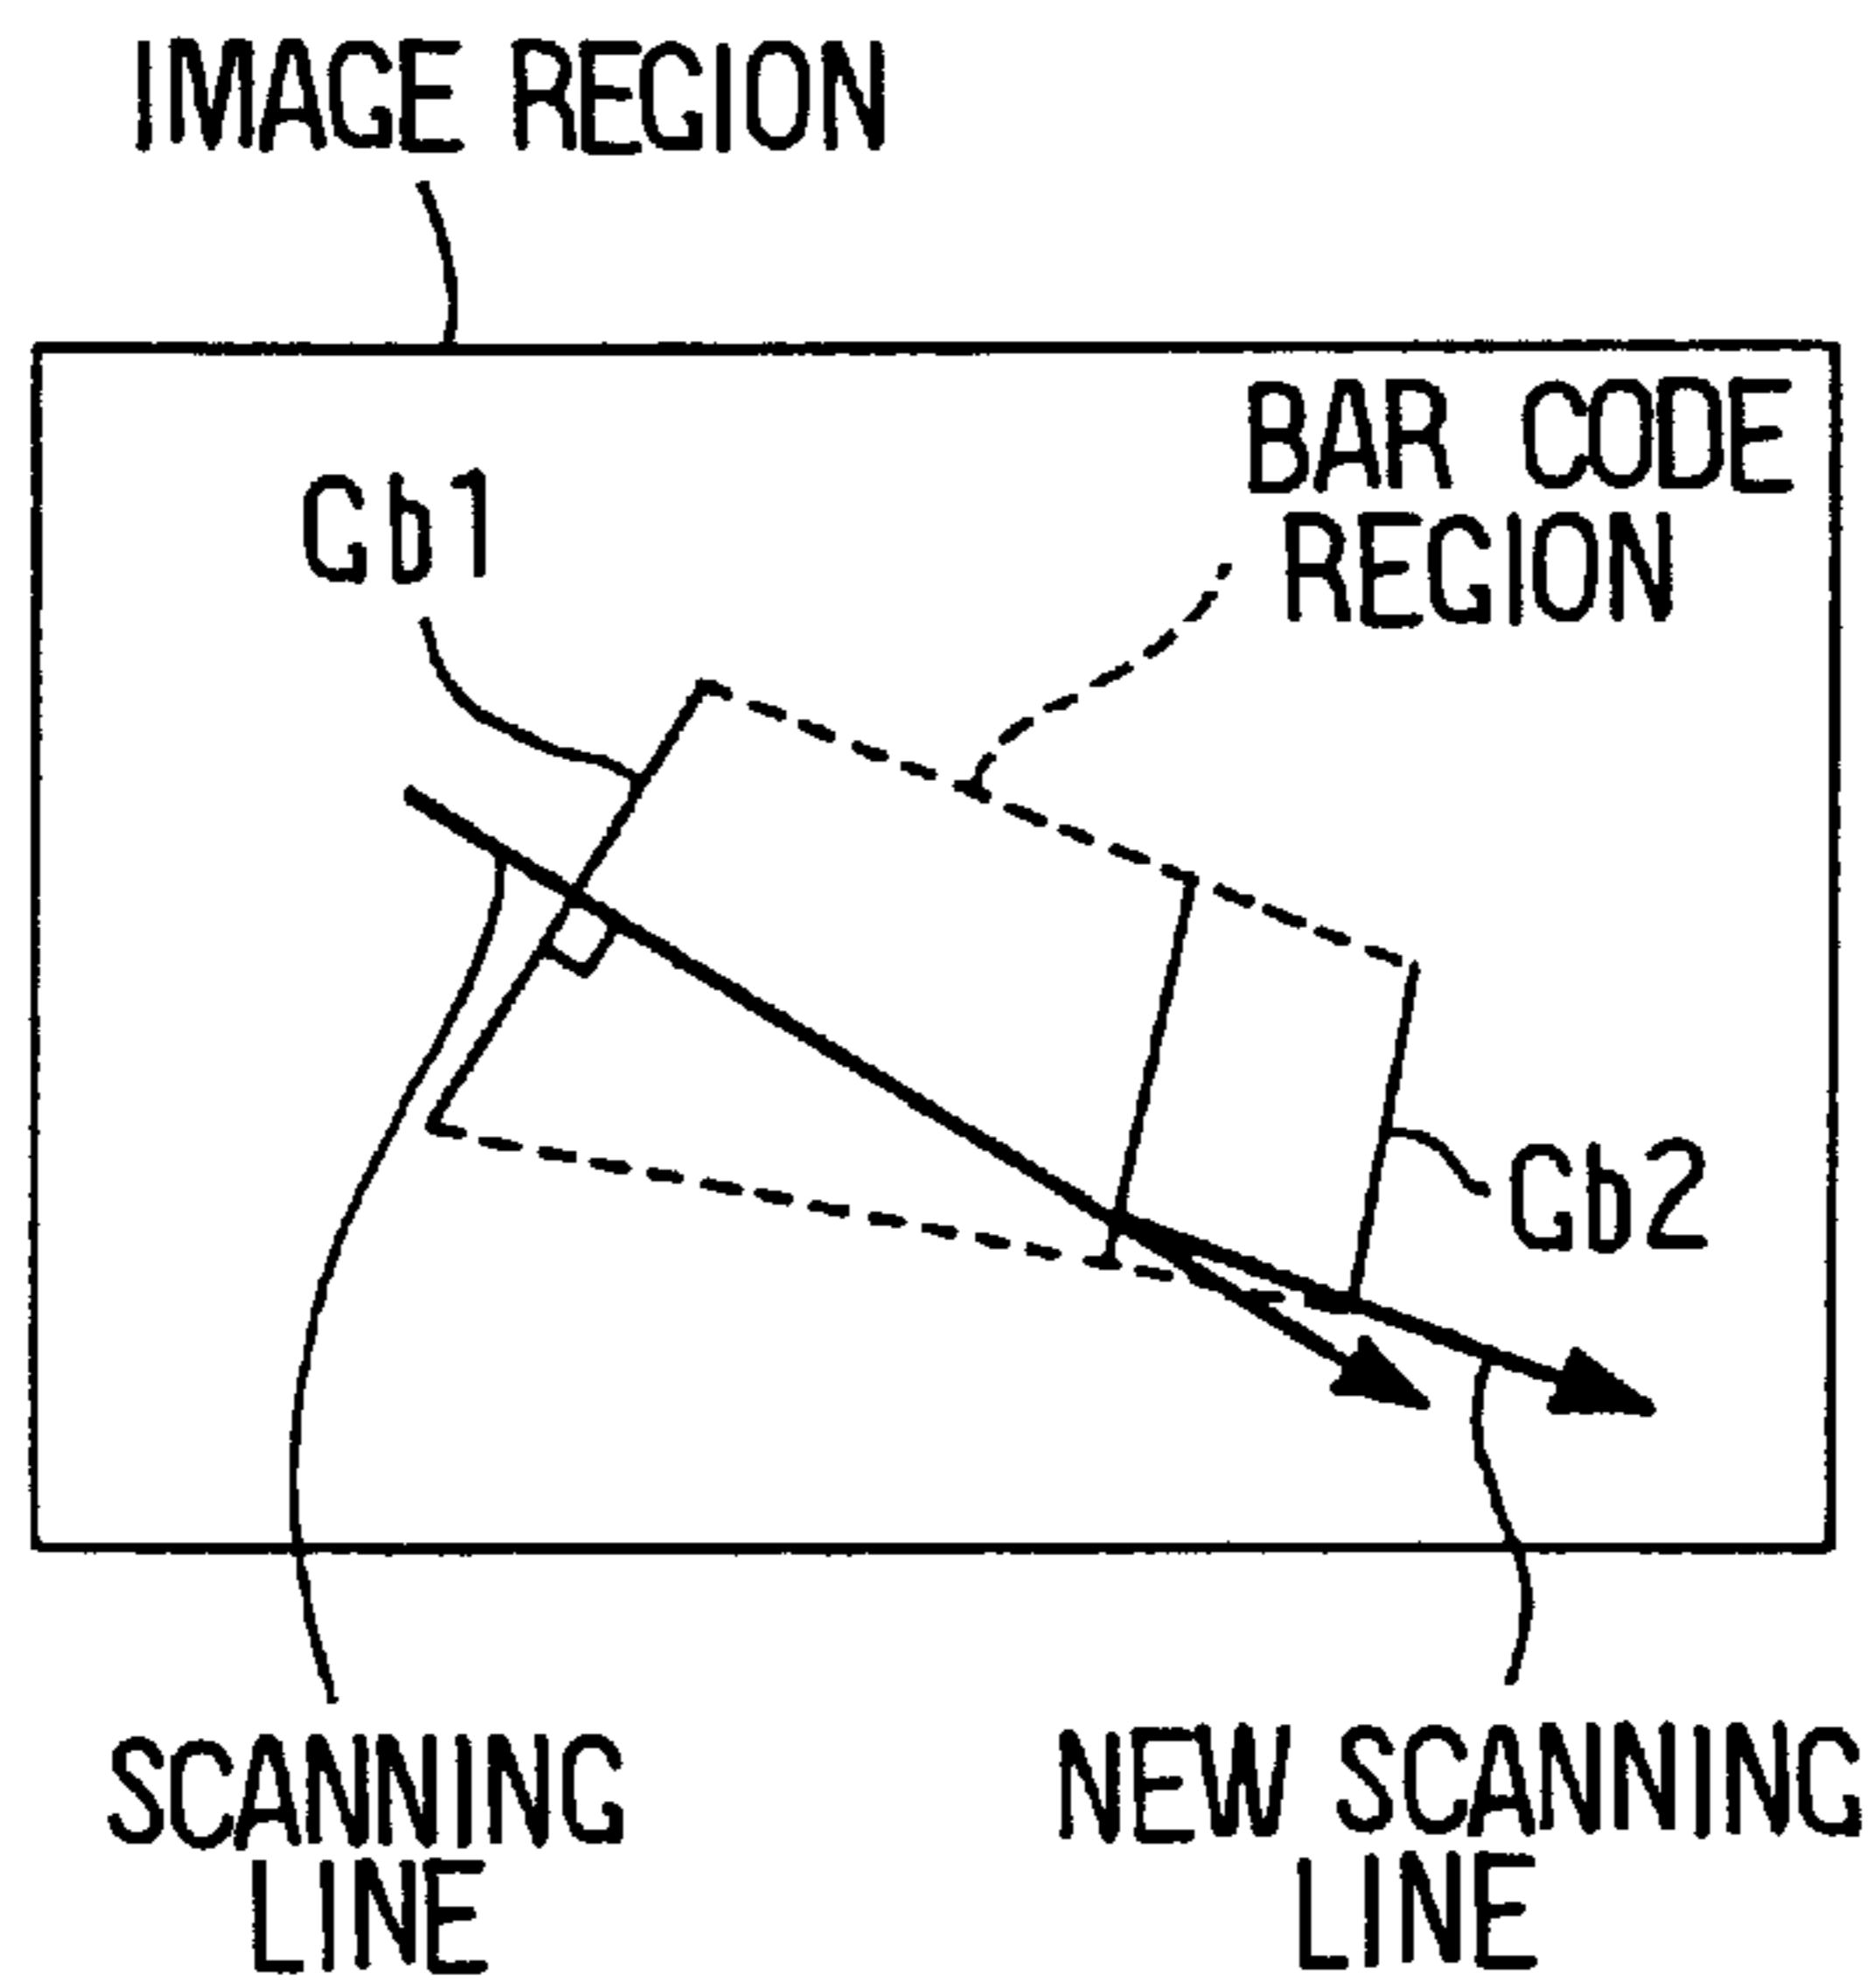 IMAGE REGION
BAR CODE
REGION
Gb1
Gb2
SCANNING
LINE
NEW SCANNING
LINE